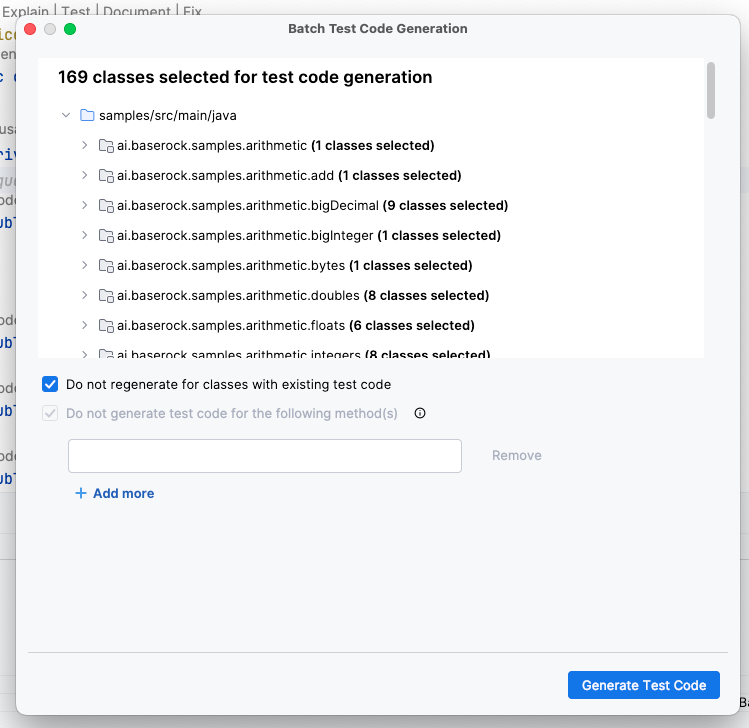 Explain | Test | Document | Fix
Batch Test Code Generation
169 classes selected for test code generation
samples/src/main/java
ai.baserock.samples.arithmetic (1 classes selected)
ai.baserock.samples.arithmetic.add (1 classes selected)
ai.baserock.samples.arithmetic.bigDecimal (9 classes selected)
ai.baserock.samples.arithmetic.bigInteger (1 classes selected)
ai.baserock.samples.arithmetic.bytes (1 classes selected)
ai.baserock.samples.arithmetic.doubles (8 classes selected)
ai.baserock.samples.arithmetic.floats (6 classes selected)
ai.baserock.samples.arithmetic.integers (8 classes selected)
Do not regenerate for classes with existing test code
Do not generate test code for the following method(s)
Remove
+ Add more
Generate Test Code